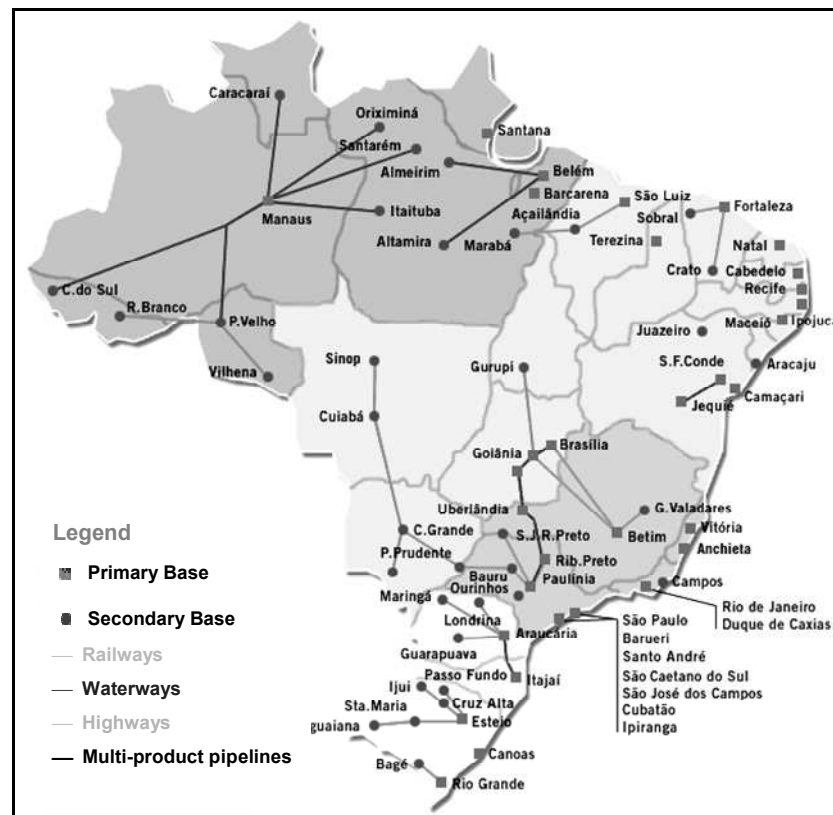 Caracaraí
Oriximiná
Santarém
Almeirim
Santana
Belém
Barcarena
Manaus
Itaituba
Açailândia
São Luiz
Sobral
Fortaleza
Altamira
Marabá
Terezina
Natal
Crato
Cabedelo
Recife
C.do Sul
R.Branco
P.Velho
Juazeiro
Maceió
Ipojuca
Vilhena
Sinop
Gurupi
S.F.Conde
Aracaju
Cuiabá
Jequié
Camaçari
Goiânia
Brasília
Uberlândia
G.Valadares
C.Grande
S.J.R.Preto
Betim
Vitória
P.Prudente
Rib.Preto
Anchieta
Bauru
Paulínia
Campos
Maringá
Ourinhos
Rio de Janeiro
Duque de Caxias
Londrina
Araucária
São Paulo
Barueri
Santo André
São Caetano do Sul
São José dos Campos
Cubatão
Ipiranga
Guarapuava
Passo Fundo
Itajaí
Ijui
Cruz Alta
Sta.Maria
guaiana
Esteio
Canoas
Bagé
Rio Grande
Legend
Primary Base
Secondary Base
Railways
Waterways
Highways
Multi-product pipelines